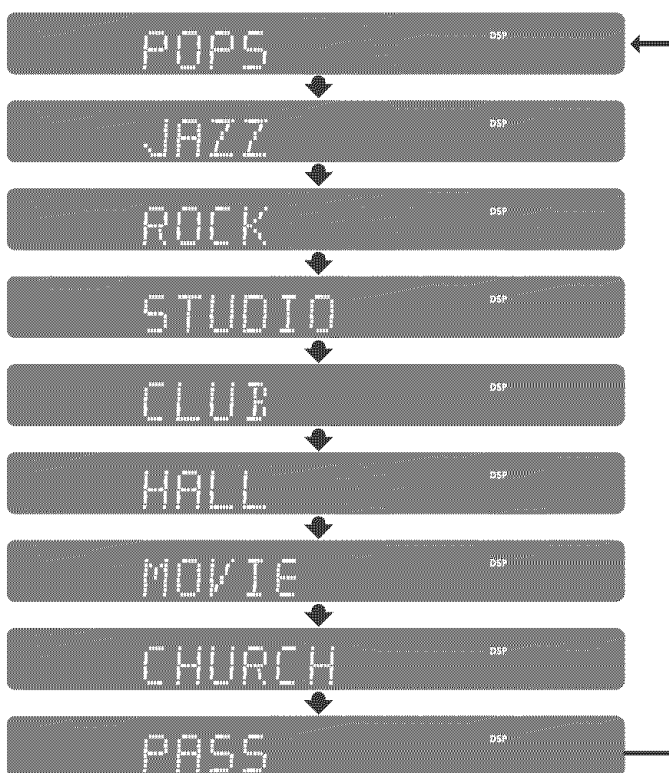 POPS DSP
JAZZ DSP
ROCK DSP
STUDIO DSP
CLUB DSP
HALL DSP
MOVIE DSP
CHURCH DSP
PASS DSP